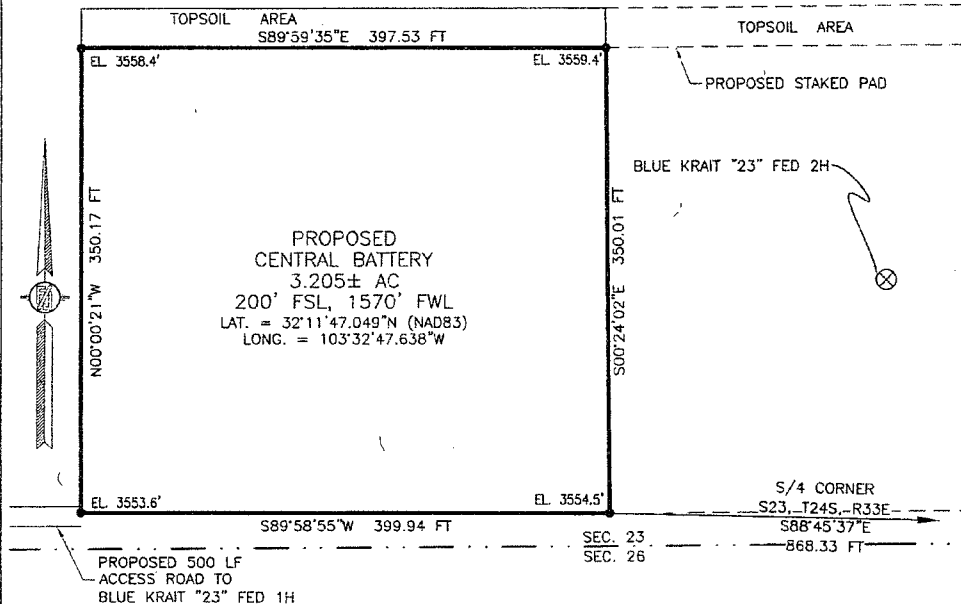 TOPSOIL AREA
S89°59'35"E 397.53 FT
TOPSOIL AREA
EL. 3558.4'
EL. 3559.4'
PROPOSED STAKED PAD
BLUE KRAIT "23" FED 2H
N00°00'21"W 350.17 FT
S00°24'02"E 350.01 FT
PROPOSED
CENTRAL BATTERY
3.205± AC
200' FSL, 1570' FWL
LAT. = 32°11'47.049"N (NAD83)
LONG. = 103°32'47.638"W
EL. 3553.6'
EL. 3554.5'
S89°58'55"W 399.94 FT
S/4 CORNER
S23, T24S, R33E
S88°45'37"E
868.33 FT
SEC. 23
SEC. 26
PROPOSED 500 LF
ACCESS ROAD TO
BLUE KRAIT "23" FED 1H